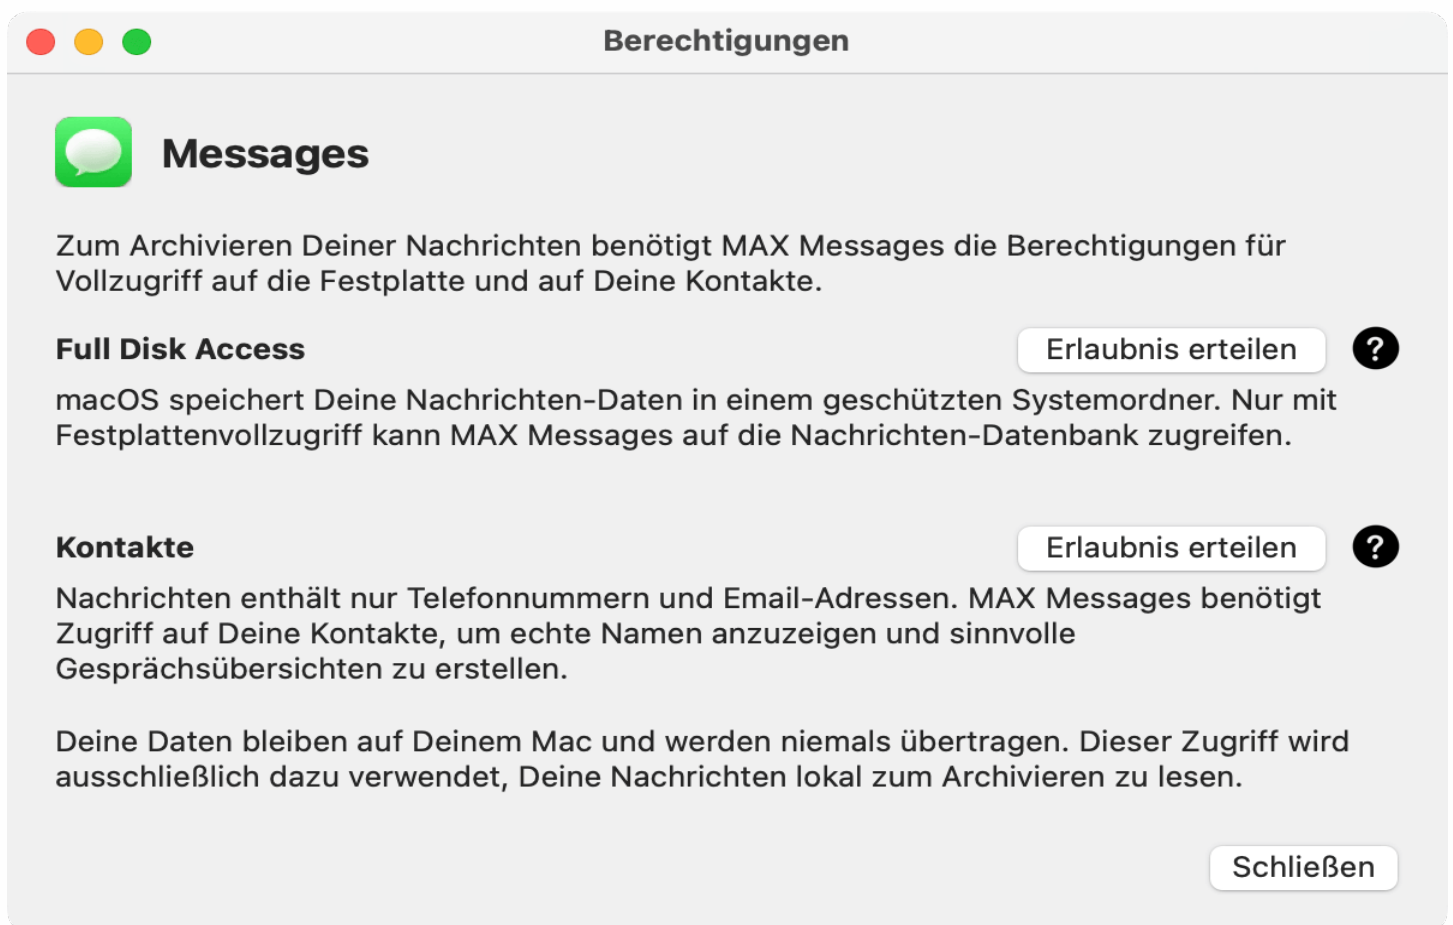 Berechtigungen
Messages
Zum Archivieren Deiner Nachrichten benötigt MAX Messages die Berechtigungen für
Vollzugriff auf die Festplatte und auf Deine Kontakte.
Full Disk Access
Erlaubnis erteilen
?
macOS speichert Deine Nachrichten-Daten in einem geschützten Systemordner. Nur mit
Festplattenvollzugriff kann MAX Messages auf die Nachrichten-Datenbank zugreifen.
Kontakte
Erlaubnis erteilen
?
Nachrichten enthält nur Telefonnummern und Email-Adressen. MAX Messages benötigt
Zugriff auf Deine Kontakte, um echte Namen anzuzeigen und sinnvolle
Gesprächsübersichten zu erstellen.
Deine Daten bleiben auf Deinem Mac und werden niemals übertragen. Dieser Zugriff wird
ausschließlich dazu verwendet, Deine Nachrichten lokal zum Archivieren zu lesen.
Schließen